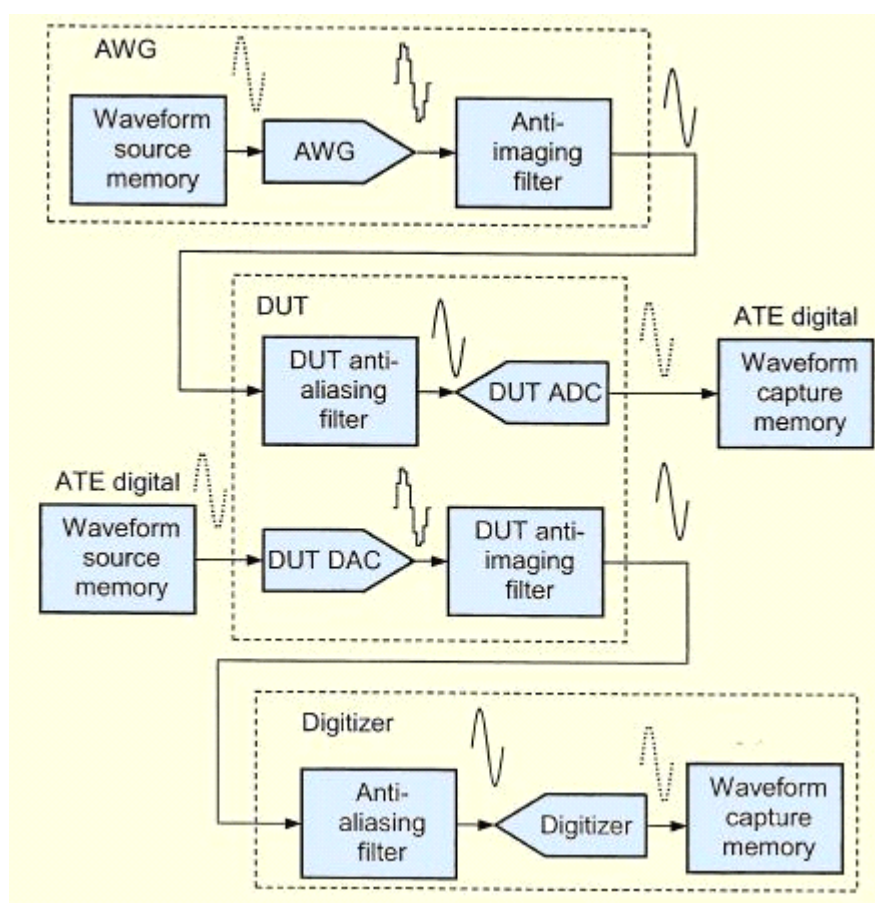 AWG
Waveform
source
memory
AWG
Anti-
imaging
filter
DUT
DUT anti-
aliasing
filter
DUT ADC
ATE digital
Waveform
capture
memory
ATE digital
Waveform
source
memory
DUT DAC
DUT anti-
imaging
filter
Digitizer
Anti-
aliasing
filter
Digitizer
Waveform
capture
memory